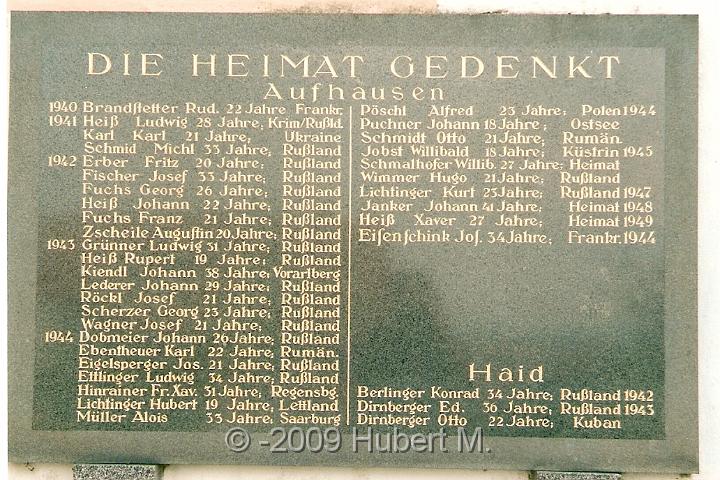 DIE HEIMAT GEDENKT
Aufhausen
1940 Brandſtetter Rud. 22 Jahre Frankr.
1941 Heiß Ludwig 28 Jahre; Krim/Rußld.
Karl Karl 21 Jahre; Ukraine
Schmid Michl 33 Jahre; Rußland
1942 Erber Fritz 20 Jahre; Rußland
Fiſcher Joſef 33 Jahre; Rußland
Fuchs Georg 26 Jahre; Rußland
Heiß Johann 22 Jahre; Rußland
Fuchs Franz 21 Jahre; Rußland
Zscheile Auguſtin 20 Jahre; Rußland
1943 Grünner Ludwig 31 Jahre; Rußland
Heiß Rupert 19 Jahre; Rußland
Kiendl Johann 38 Jahre; Vorarlberg
Lederer Johann 29 Jahre; Rußland
Röckl Joſef 21 Jahre; Rußland
Scherzer Georg 23 Jahre; Rußland
Wagner Joſef 21 Jahre; Rußland
1944 Dobmeier Johann 26 Jahre; Rußland
Ebentheuer Karl 22 Jahre; Rumän.
Eigelsperger Jos. 21 Jahre; Rußland
Ettlinger Ludwig 34 Jahre; Rußland
Hinrainer Fr. Xav. 31 Jahre; Regensbg.
Lichtinger Hubert 19 Jahre; Lettland
Müller Alois 33 Jahre; Saarburg
Pöschl Alfred 23 Jahre; Polen 1944
Puchner Johann 18 Jahre; Ostsee
Schmidt Otto 21 Jahre; Rumän.
Jobst Willibald 18 Jahre; Küstrin 1945
Schmalhofer Willib. 27 Jahre; Heimat
Wimmer Hugo 21 Jahre; Rußland
Lichtinger Kurt 23 Jahre; Rußland 1947
Janker Johann 41 Jahre; Heimat 1948
Heiß Xaver 27 Jahre; Heimat 1949
Eiſenſchink Joſ. 34 Jahre; Frankr. 1944
Haid
Berlinger Konrad 34 Jahre; Rußland 1942
Dirnberger Ed. 36 Jahre; Rußland 1943
Dirnberger Otto 22 Jahre; Kuban
© -2009 Hubert M.